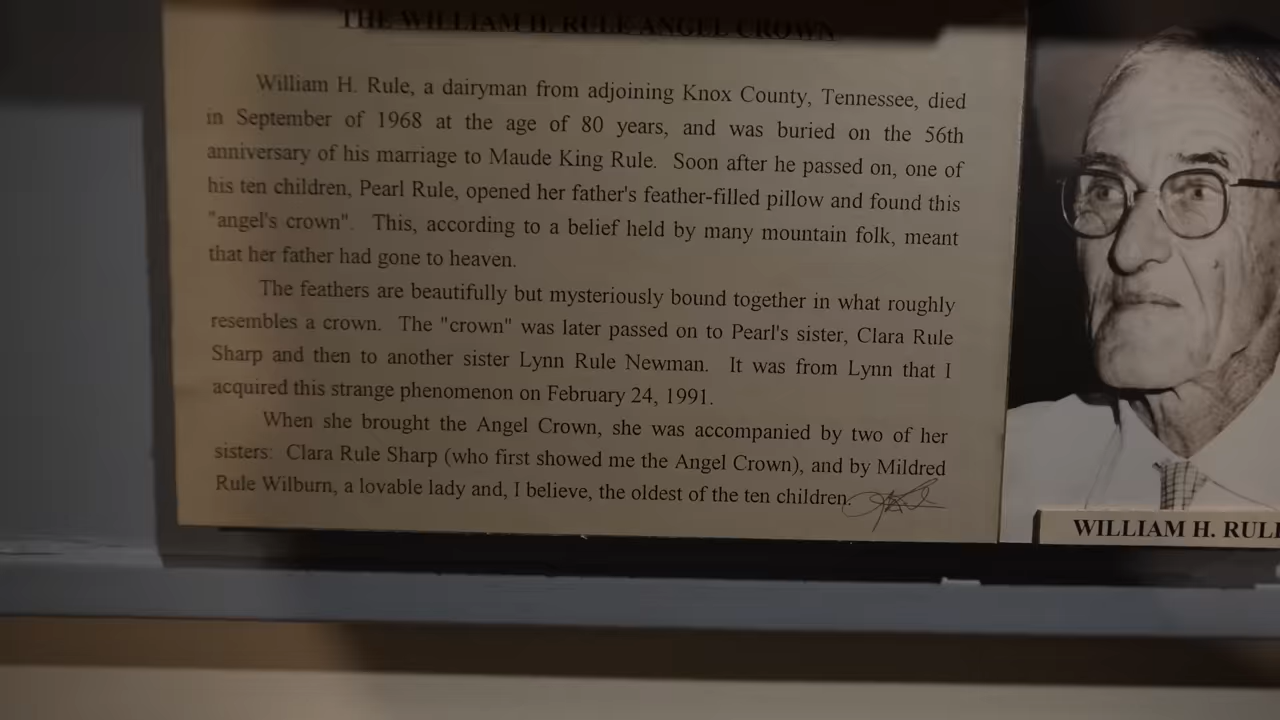 THE WILLIAM H. RULE ANGEL CROWN
William H. Rule, a dairyman from adjoining Knox County, Tennessee, died
in September of 1968 at the age of 80 years, and was buried on the 56th
anniversary of his marriage to Maude King Rule. Soon after he passed on, one of
his ten children, Pearl Rule, opened her father's feather-filled pillow and found this
"angel's crown". This, according to a belief held by many mountain folk, meant
that her father had gone to heaven.
The feathers are beautifully but mysteriously bound together in what roughly
resembles a crown. The "crown" was later passed on to Pearl's sister, Clara Rule
Sharp and then to another sister Lynn Rule Newman. It was from Lynn that I
acquired this strange phenomenon on February 24, 1991.
When she brought the Angel Crown, she was accompanied by two of her
sisters: Clara Rule Sharp (who first showed me the Angel Crown), and by Mildred
Rule Wilburn, a lovable lady and, I believe, the oldest of the ten children.
WILLIAM H. RULE